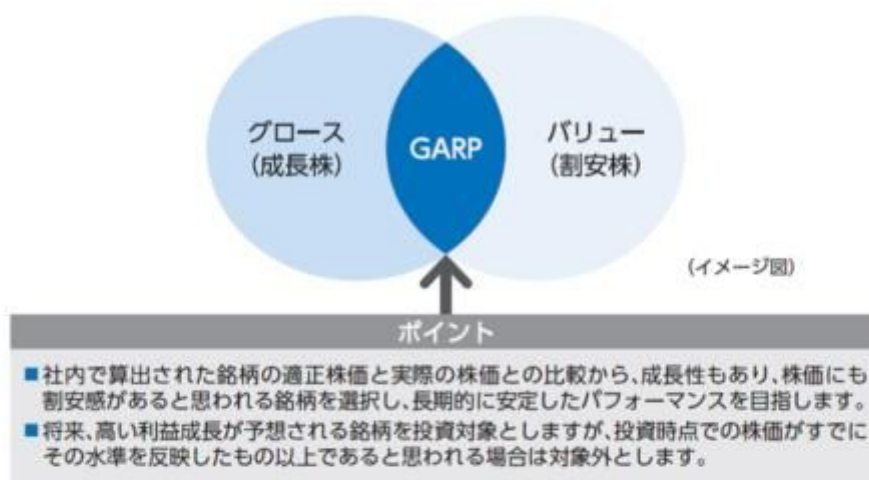 グロース
（成長株）
GARP
バリュー
（割安株）
（イメージ図）
ポイント
■社内で算出された銘柄の適正株価と実際の株価との比較から、成長性もあり、株価にも
割安感があると思われる銘柄を選択し、長期的に安定したパフォーマンスを目指します。
■将来、高い利益成長が予想される銘柄を投資対象としますが、投資時点での株価がすでに
その水準を反映したもの以上であると思われる場合は対象外とします。